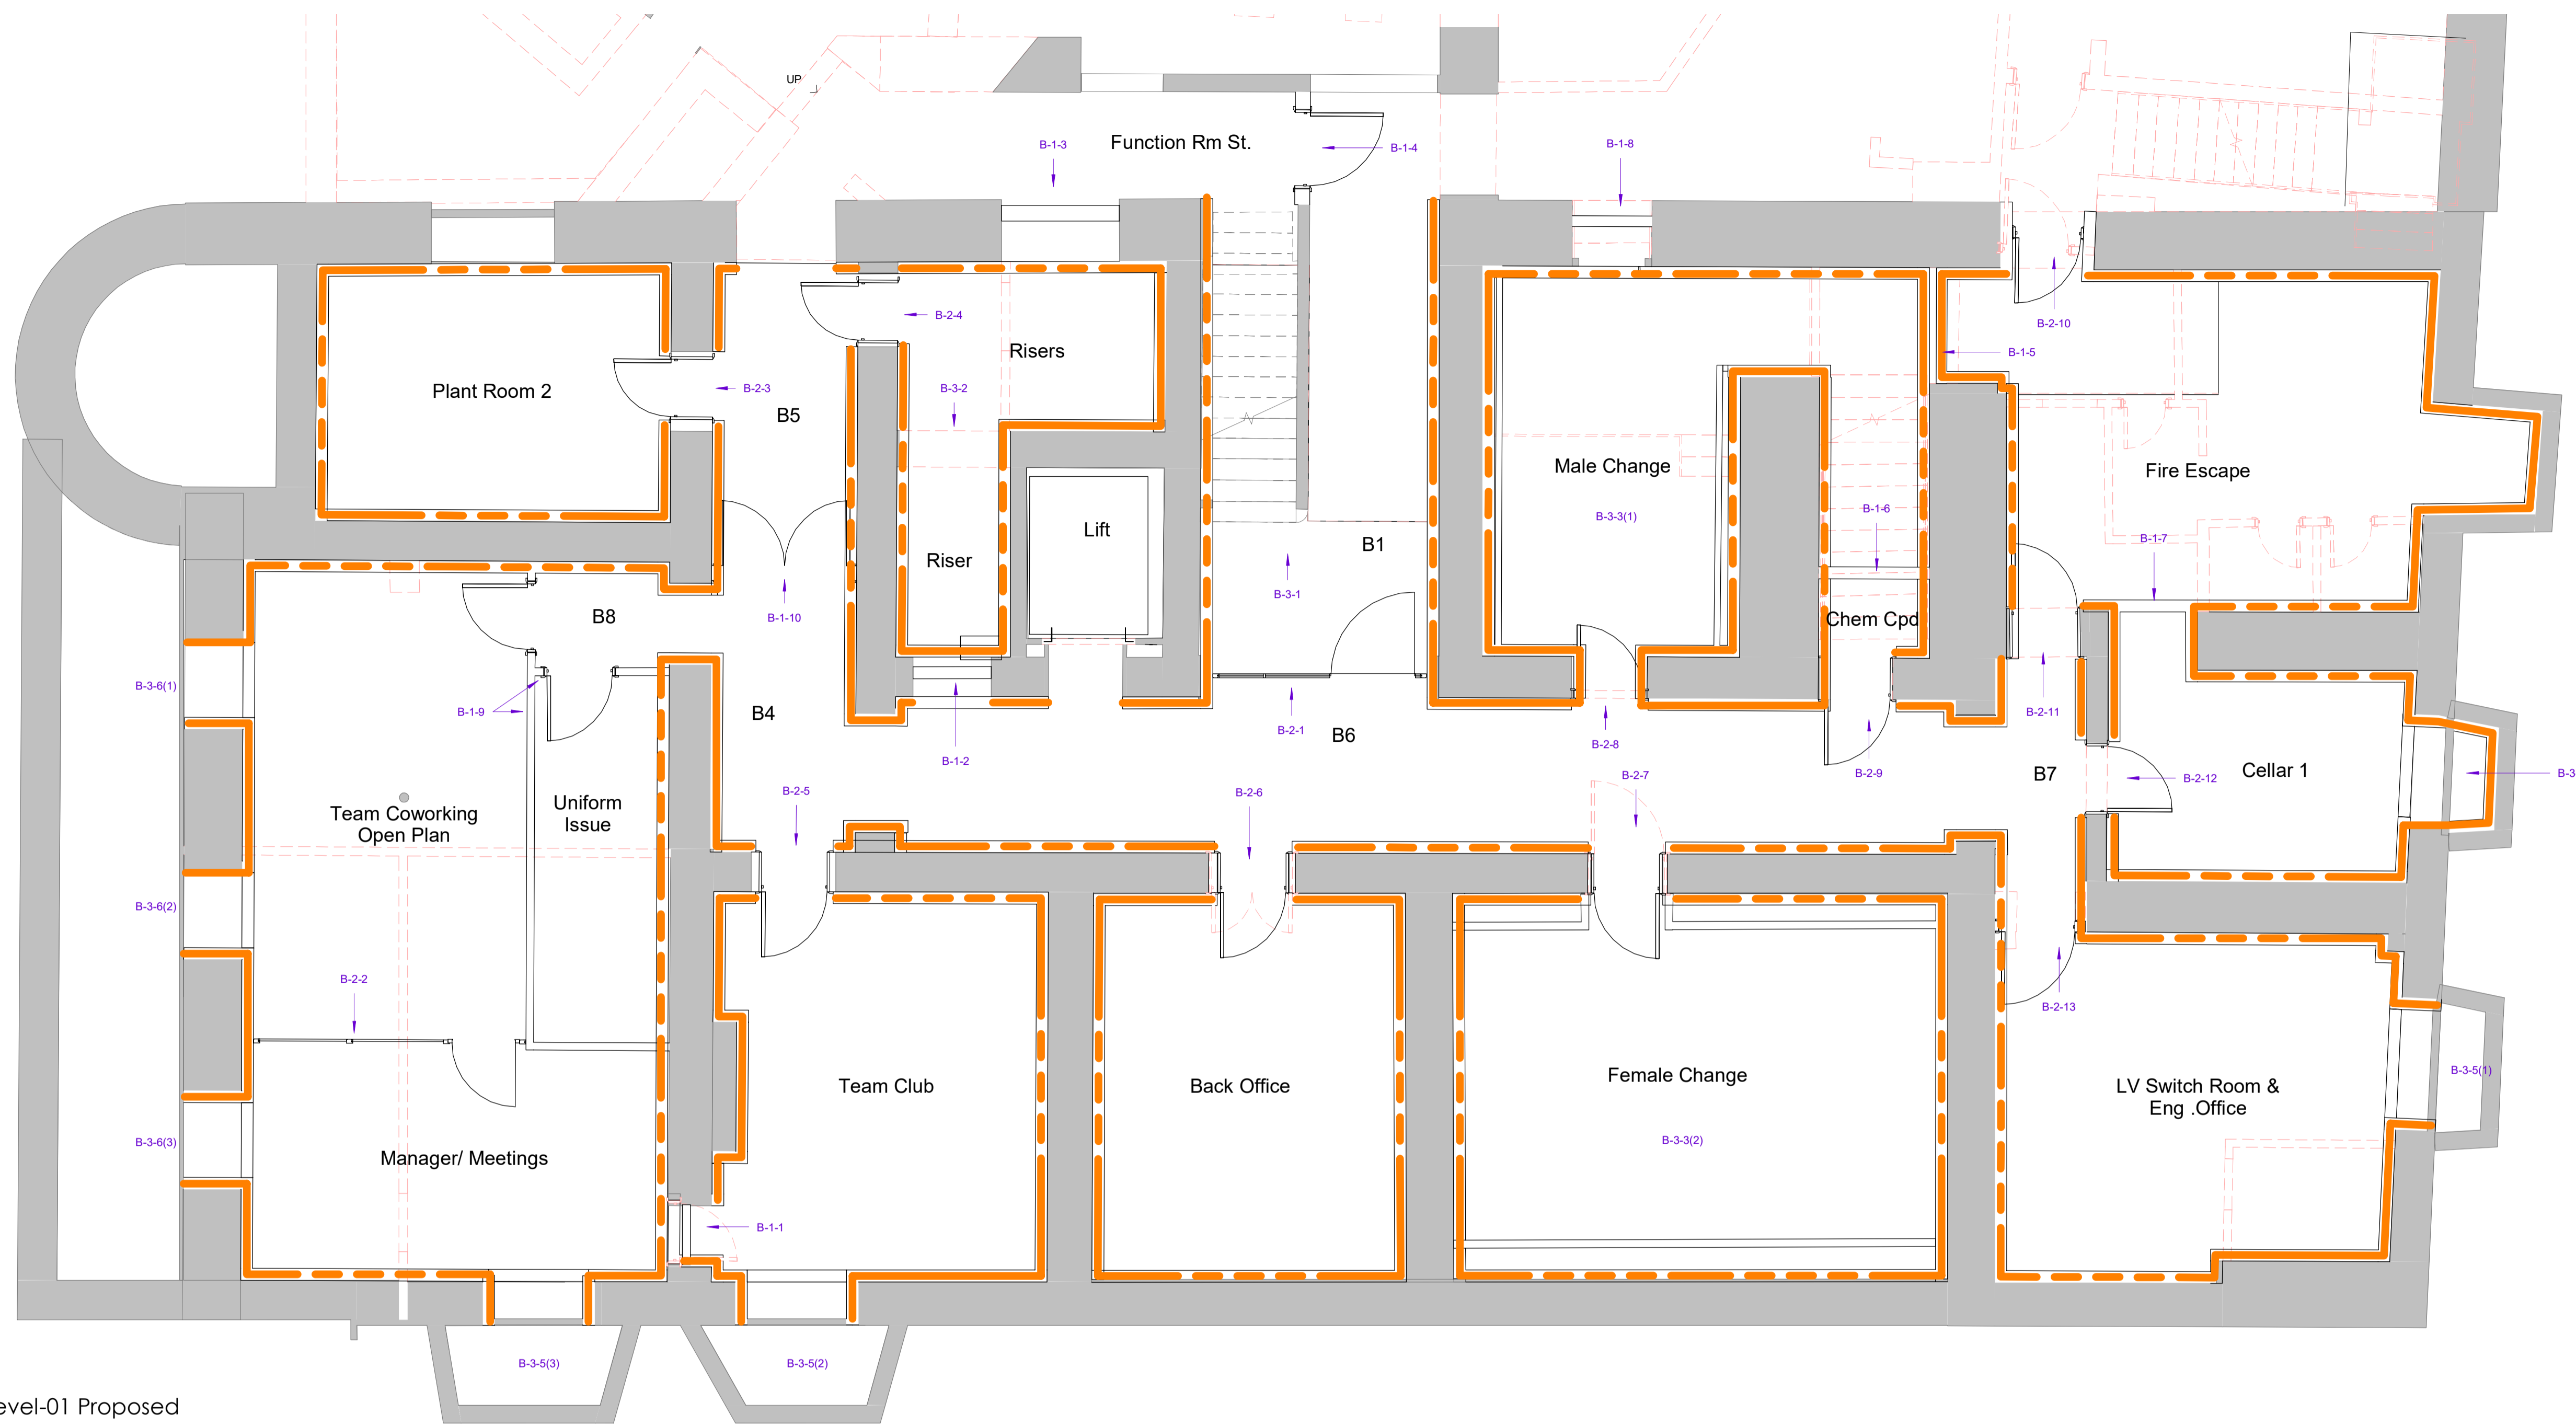 UP
Function Rm St.
B-1-3
B-1-4
B-1-8
B-2-10
B-2-4
Risers
B-1-5
Plant Room 2
B-2-3
B-3-2
B5
Male Change
Fire Escape
B-3-3(1)
B-1-6
Lift
B1
B-1-7
Riser
B-3-1
B8
B-1-10
Chem Cpd
B-3-6(1)
B-1-9
B4
B-2-1
B6
B-2-8
B-2-11
B-1-2
B-2-9
B-2-7
B7
B-2-12
Cellar 1
B-3
B-2-5
B-2-6
Team Coworking
Open Plan
Uniform
Issue
B-3-6(2)
B-2-2
B-2-13
Team Club
Back Office
Female Change
LV Switch Room &
Eng .Office
B-3-5(1)
B-3-6(3)
Manager/ Meetings
B-3-3(2)
B-1-1
B-3-5(3)
B-3-5(2)
evel-01 Proposed